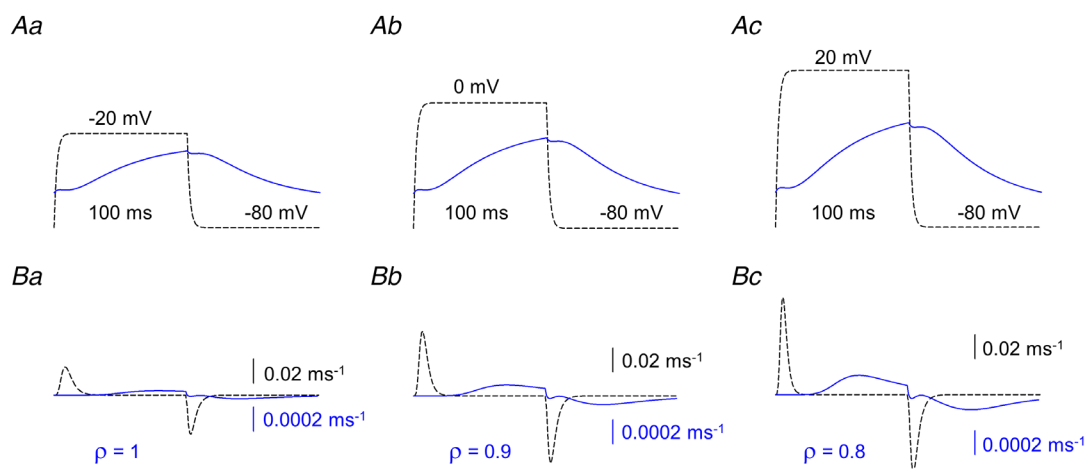 Aa
Ab
Ac
-20 mV
0 mV
20 mV
100 ms
-80 mV
100 ms
-80 mV
100 ms
-80 mV
Ba
Bb
Bc
0.02 ms⁻¹
0.0002 ms⁻¹
ρ = 1
0.02 ms⁻¹
0.0002 ms⁻¹
ρ = 0.9
0.02 ms⁻¹
0.0002 ms⁻¹
ρ = 0.8